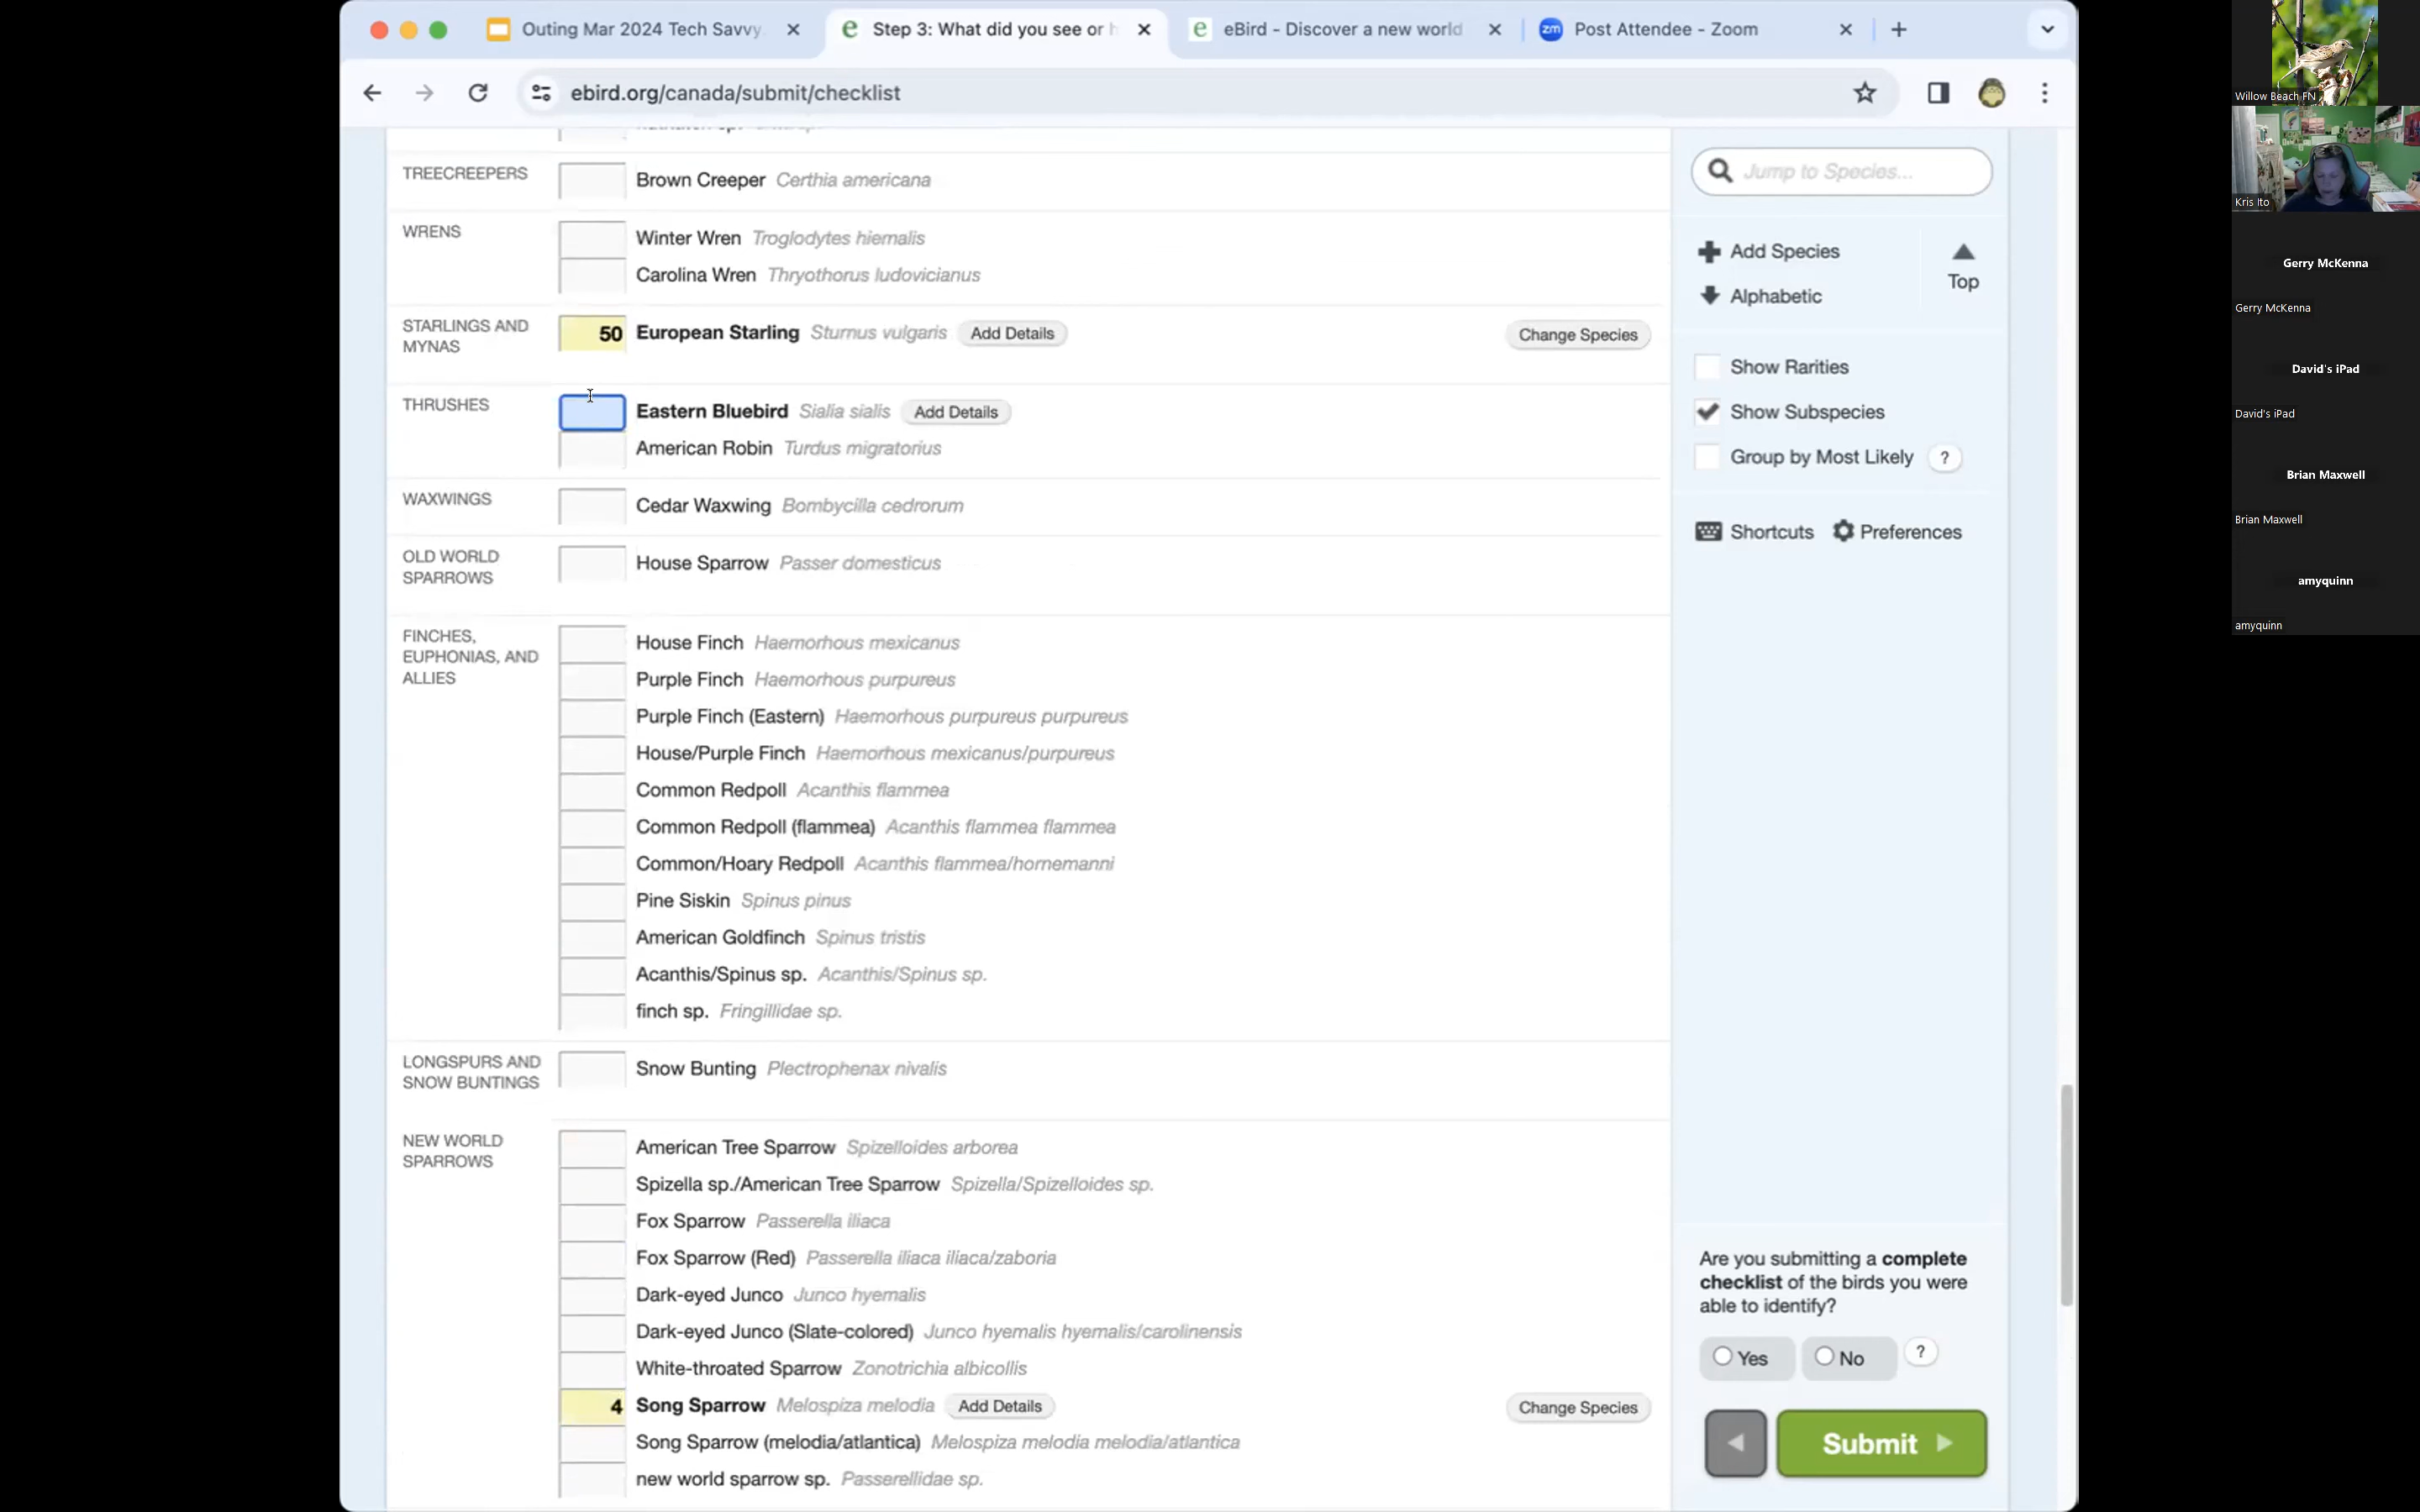 Outing Mar 2024 Tech Savvy
Step 3: What did you see or h
eBird - Discover a new world
zm Post Attendee - Zoom
ebird.org/canada/submit/checklist
TREECREEPERS
Brown Creeper Certhia americana
WRENS
Winter Wren Troglodytes hiemalis
Carolina Wren Thryothorus ludovicianus
STARLINGS AND
MYNAS
50 European Starling Sturnus vulgaris Add Details Change Species
THRUSHES
Eastern Bluebird Sialia sialis Add Details
American Robin Turdus migratorius
WAXWINGS
Cedar Waxwing Bombycilla cedrorum
OLD WORLD
SPARROWS
House Sparrow Passer domesticus
FINCHES,
EUPHONIAS, AND
ALLIES
House Finch Haemorhous mexicanus
Purple Finch Haemorhous purpureus
Purple Finch (Eastern) Haemorhous purpureus purpureus
House/Purple Finch Haemorhous mexicanus/purpureus
Common Redpoll Acanthis flammea
Common Redpoll (flammea) Acanthis flammea flammea
Common/Hoary Redpoll Acanthis flammea/hornemanni
Pine Siskin Spinus pinus
American Goldfinch Spinus tristis
Acanthis/Spinus sp. Acanthis/Spinus sp.
finch sp. Fringillidae sp.
LONGSPURS AND
SNOW BUNTINGS
Snow Bunting Plectrophenax nivalis
NEW WORLD
SPARROWS
American Tree Sparrow Spizelloides arborea
Spizella sp./American Tree Sparrow Spizella/Spizelloides sp.
Fox Sparrow Passerella iliaca
Fox Sparrow (Red) Passerella iliaca iliaca/zaboria
Dark-eyed Junco Junco hyemalis
Dark-eyed Junco (Slate-colored) Junco hyemalis hyemalis/carolinensis
White-throated Sparrow Zonotrichia albicollis
4 Song Sparrow Melospiza melodia Add Details Change Species
Song Sparrow (melodia/atlantica) Melospiza melodia melodia/atlantica
new world sparrow sp. Passerellidae sp.
Jump to Species...
Add Species
Alphabetic
Top
Show Rarities
Show Subspecies
Group by Most Likely ?
Shortcuts Preferences
Are you submitting a complete
checklist of the birds you were
able to identify?
Yes No ?
Submit
Willow Beach FN
Kris Ito
Gerry McKenna
Gerry McKenna
David's iPad
David's iPad
Brian Maxwell
Brian Maxwell
amyquinn
amyquinn